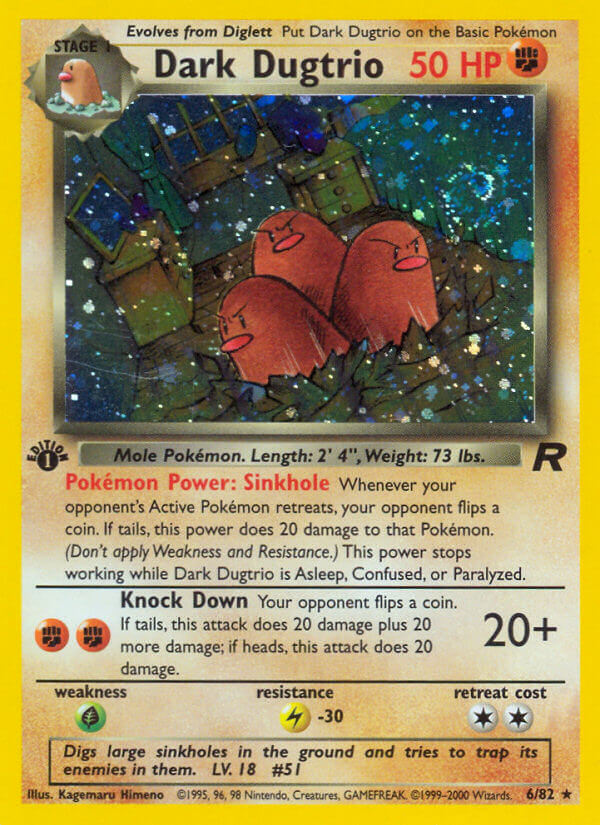 Evolves from Diglett Put Dark Dugtrio on the Basic Pokémon
STAGE 1
Dark Dugtrio 50 HP
EDITION
1
Mole Pokémon. Length: 2' 4", Weight: 73 lbs.
R
Pokémon Power: Sinkhole Whenever your
opponent's Active Pokémon retreats, your opponent flips a
coin. If tails, this power does 20 damage to that Pokémon.
(Don't apply Weakness and Resistance.) This power stops
working while Dark Dugtrio is Asleep, Confused, or Paralyzed.
Knock Down Your opponent flips a coin.
If tails, this attack does 20 damage plus 20
more damage; if heads, this attack does 20
damage.
20+
weakness resistance retreat cost
-30
Digs large sinkholes in the ground and tries to trap its
enemies in them. LV. 18 #51
Illus. Kagemaru Himeno ©1995, 96, 98 Nintendo, Creatures, GAMEFREAK. ©1999-2000 Wizards. 6/82 ★